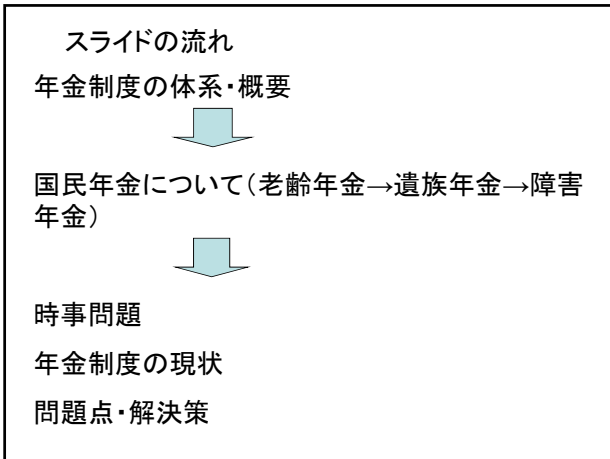 スライドの流れ
年金制度の体系・概要
国民年金について(老齢年金→遺族年金→障害
年金)
時事問題
年金制度の現状
問題点・解決策